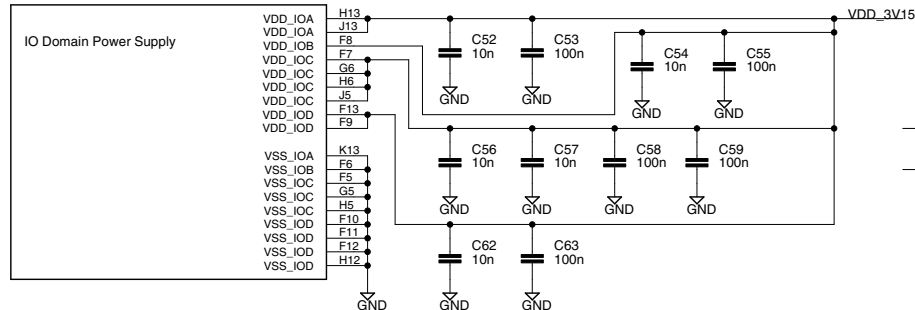 IO Domain Power Supply
VDD_IOA H13
VDD_IOA J13
VDD_IOB F8
VDD_IOC F7
VDD_IOC G6
VDD_IOC H6
VDD_IOC J5
VDD_IOD F13
VDD_IOD F9
VSS_IOA K13
VSS_IOB F6
VSS_IOC F5
VSS_IOC G5
VSS_IOC H5
VSS_IOD F10
VSS_IOD F11
VSS_IOD F12
VSS_IOD H12
GND
VDD_3V15
C52
10n
GND
C53
100n
GND
C54
10n
GND
C55
100n
GND
C56
10n
GND
C57
10n
GND
C58
100n
GND
C59
100n
GND
C62
10n
GND
C63
100n
GND